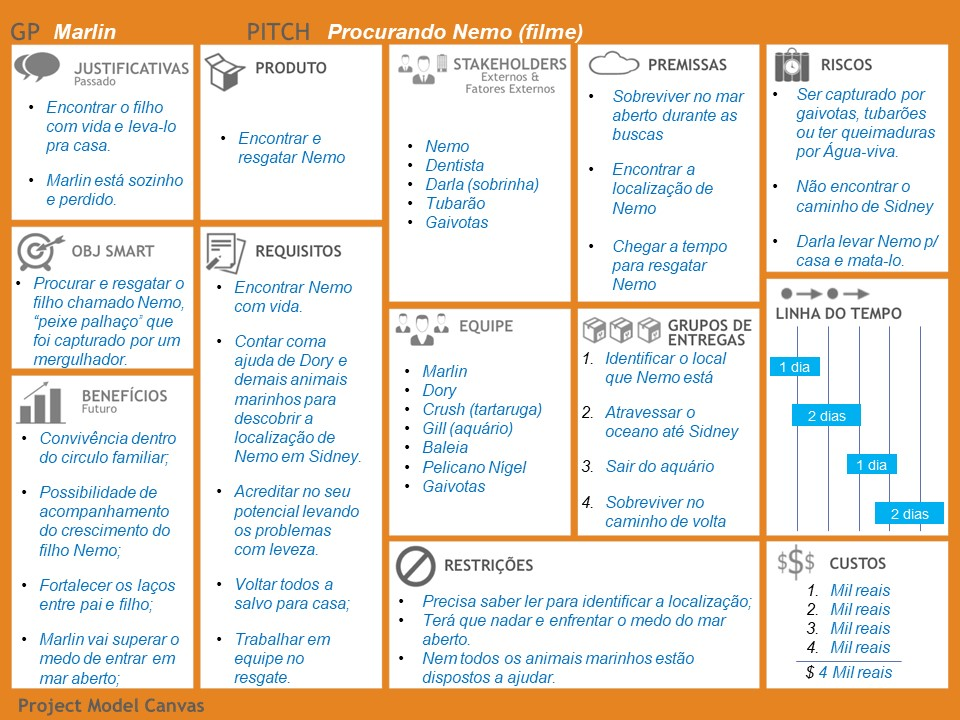 GP Marlin
PITCH Procurando Nemo (filme)
JUSTIFICATIVAS
Passado
• Encontrar o filho
com vida e leva-lo
pra casa.
• Marlin está sozinho
e perdido.
PRODUTO
• Encontrar e
resgatar Nemo
STAKEHOLDERS
Externos &
Fatores Externos
• Nemo
• Dentista
• Darla (sobrinha)
• Tubarão
• Gaivotas
PREMISSAS
• Sobreviver no mar
aberto durante as
buscas
• Encontrar a
localização de
Nemo
• Chegar a tempo
para resgatar
Nemo
RISCOS
• Ser capturado por
gaivotas, tubarões
ou ter queimaduras
por Água-viva.
• Não encontrar o
caminho de Sidney
• Darla levar Nemo p/
casa e mata-lo.
OBJ SMART
• Procurar e resgatar o
filho chamado Nemo,
“peixe palhaço” que
foi capturado por um
mergulhador.
REQUISITOS
• Encontrar Nemo
com vida.
• Contar coma
ajuda de Dory e
demais animais
marinhos para
descobrir a
localização de
Nemo em Sidney.
• Acreditar no seu
potencial levando
os problemas
com leveza.
• Voltar todos a
salvo para casa;
• Trabalhar em
equipe no
resgate.
EQUIPE
• Marlin
• Dory
• Crush (tartaruga)
• Gill (aquário)
• Baleia
• Pelicano Nigel
• Gaivotas
GRUPOS DE
ENTREGAS
1. Identificar o local
que Nemo está
2. Atravessar o
oceano até Sidney
3. Sair do aquário
4. Sobreviver no
caminho de volta
LINHA DO TEMPO
1 dia
2 dias
1 dia
2 dias
BENEFÍCIOS
Futuro
• Convivência dentro
do circulo familiar;
• Possibilidade de
acompanhamento
do crescimento do
filho Nemo;
• Fortalecer os laços
entre pai e filho;
• Marlin vai superar o
medo de entrar em
mar aberto;
RESTRIÇÕES
• Precisa saber ler para identificar a localização;
• Terá que nadar e enfrentar o medo do mar
aberto.
• Nem todos os animais marinhos estão
dispostos a ajudar.
$$$ CUSTOS
1. Mil reais
2. Mil reais
3. Mil reais
4. Mil reais
$ 4 Mil reais
Project Model Canvas